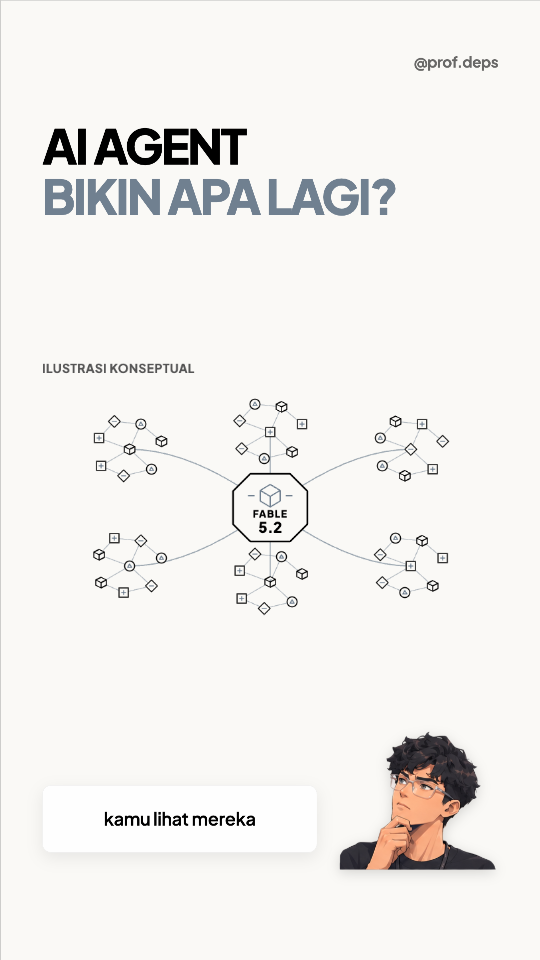 @prof.deps
AI AGENT
BIKIN APA LAGI?
ILUSTRASI KONSEPTUAL
FABLE
5.2
kamu lihat mereka